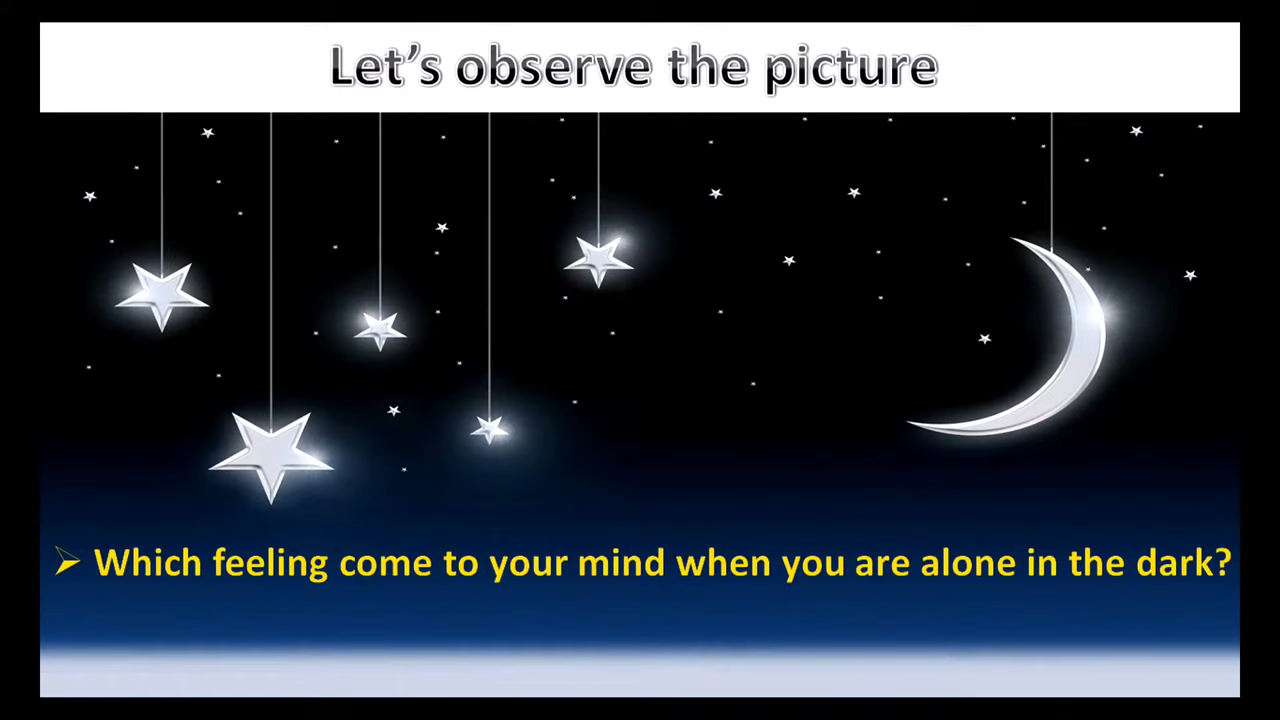 Let’s observe the picture
➢ Which feeling come to your mind when you are alone in the dark?